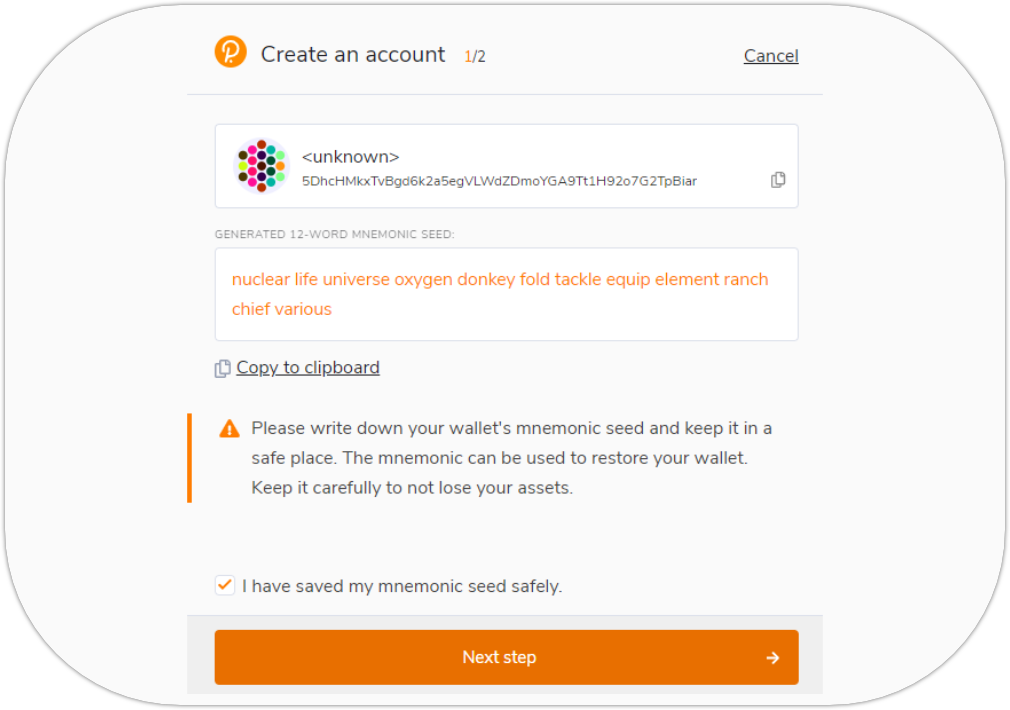 Create an account 1/2 Cancel
<unknown>
5DhcHMkxTvBgd6k2a5egVLWdZDmoYGA9Tt1H92o7G2TpBiar
GENERATED 12-WORD MNEMONIC SEED:
nuclear life universe oxygen donkey fold tackle equip element ranch
chief various
Copy to clipboard
Please write down your wallet's mnemonic seed and keep it in a
safe place. The mnemonic can be used to restore your wallet.
Keep it carefully to not lose your assets.
I have saved my mnemonic seed safely.
Next step